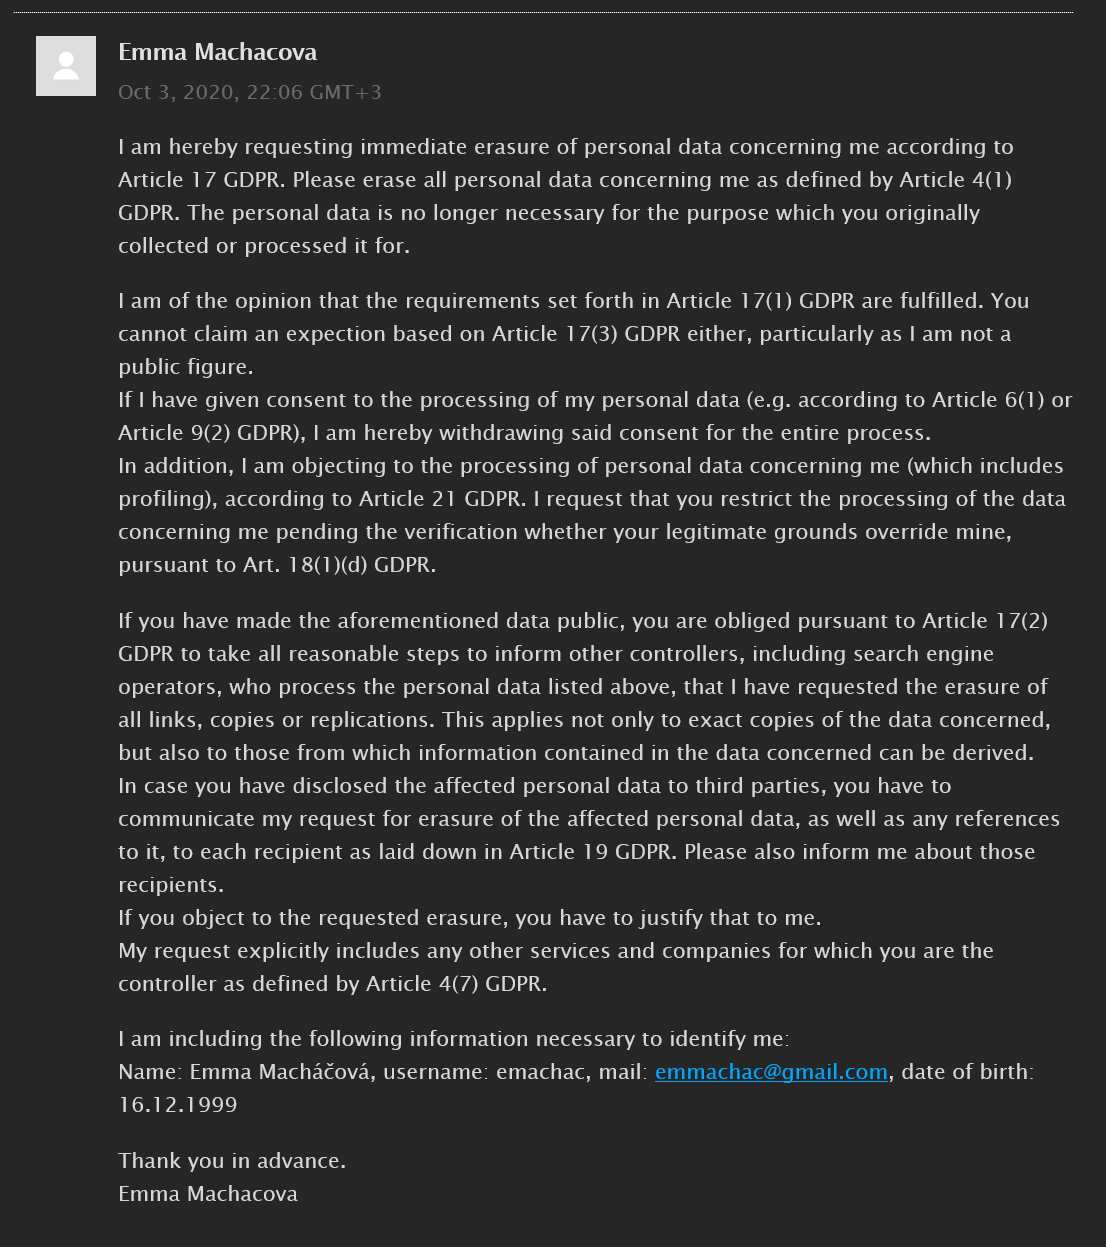 Emma Machacova
Oct 3, 2020, 22:06 GMT+3
I am hereby requesting immediate erasure of personal data concerning me according to
Article 17 GDPR. Please erase all personal data concerning me as defined by Article 4(1)
GDPR. The personal data is no longer necessary for the purpose which you originally
collected or processed it for.
I am of the opinion that the requirements set forth in Article 17(1) GDPR are fulfilled. You
cannot claim an expection based on Article 17(3) GDPR either, particularly as I am not a
public figure.
If I have given consent to the processing of my personal data (e.g. according to Article 6(1) or
Article 9(2) GDPR), I am hereby withdrawing said consent for the entire process.
In addition, I am objecting to the processing of personal data concerning me (which includes
profiling), according to Article 21 GDPR. I request that you restrict the processing of the data
concerning me pending the verification whether your legitimate grounds override mine,
pursuant to Art. 18(1)(d) GDPR.
If you have made the aforementioned data public, you are obliged pursuant to Article 17(2)
GDPR to take all reasonable steps to inform other controllers, including search engine
operators, who process the personal data listed above, that I have requested the erasure of
all links, copies or replications. This applies not only to exact copies of the data concerned,
but also to those from which information contained in the data concerned can be derived.
In case you have disclosed the affected personal data to third parties, you have to
communicate my request for erasure of the affected personal data, as well as any references
to it, to each recipient as laid down in Article 19 GDPR. Please also inform me about those
recipients.
If you object to the requested erasure, you have to justify that to me.
My request explicitly includes any other services and companies for which you are the
controller as defined by Article 4(7) GDPR.
I am including the following information necessary to identify me:
Name: Emma Macháčová, username: emachac, mail: emmachac@gmail.com, date of birth:
16.12.1999
Thank you in advance.
Emma Machacova